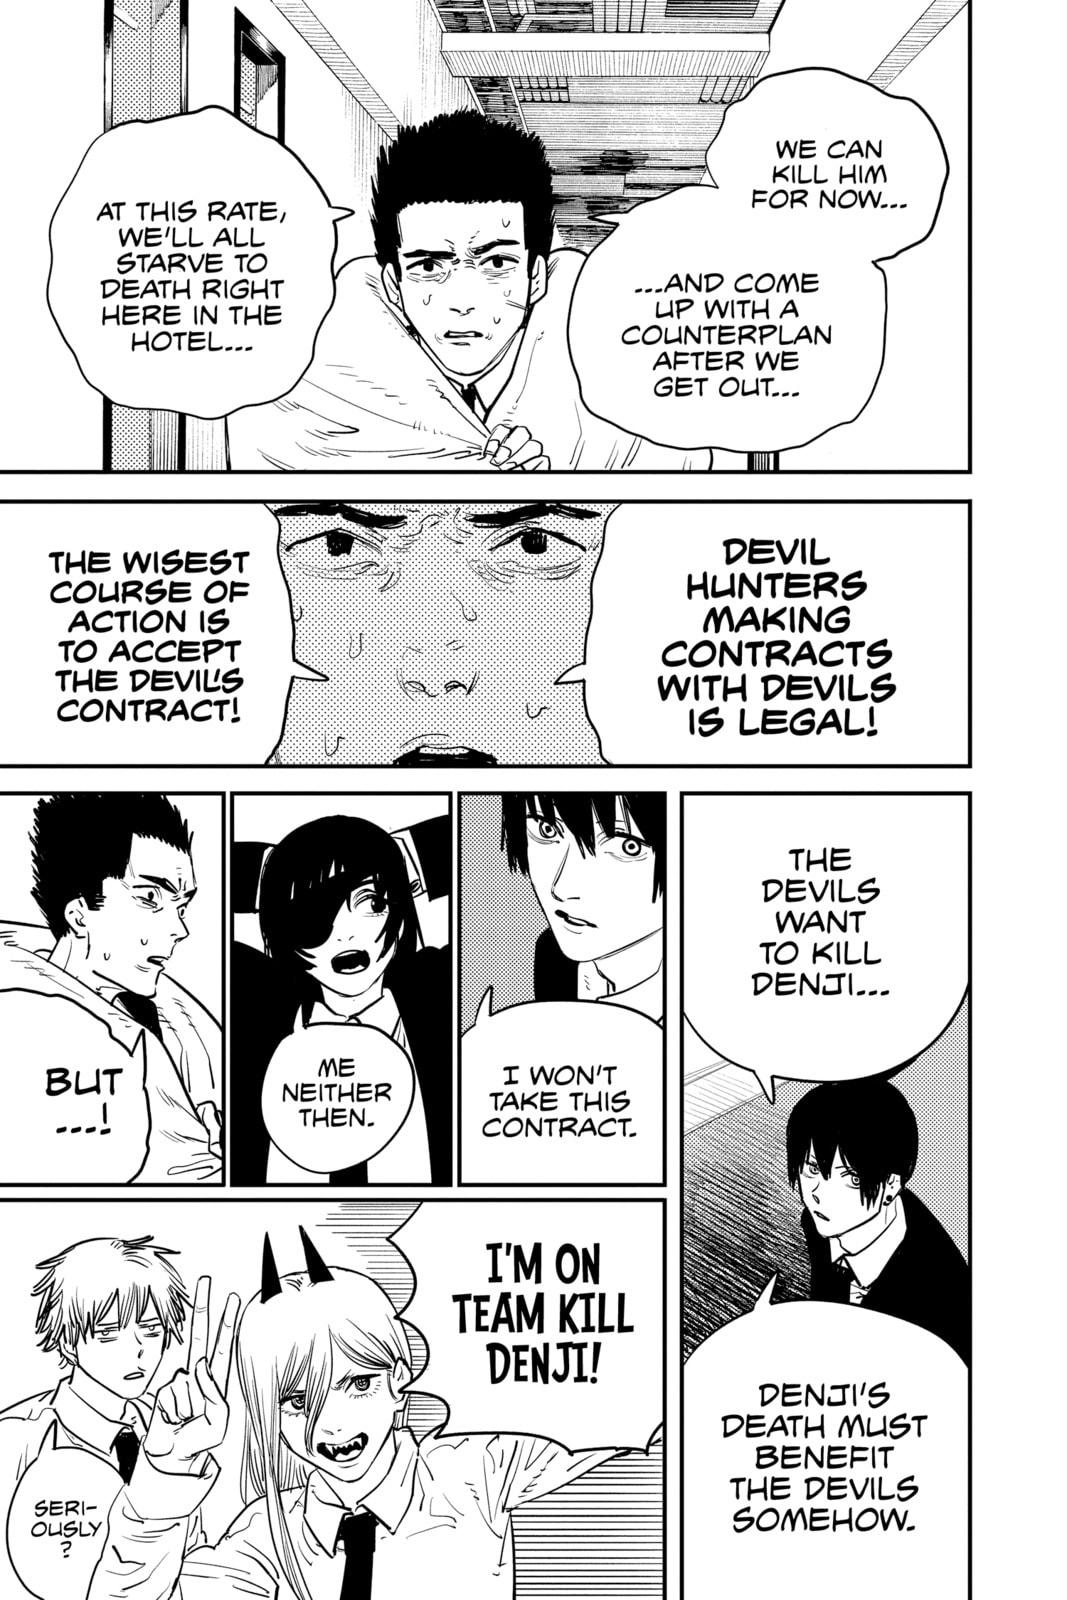 WE CAN
KILL HIM
FOR NOW...
...AND COME
UP WITH A
COUNTERPLAN
AFTER WE
GET OUT...
AT THIS RATE,
WE'LL ALL
STARVE TO
DEATH RIGHT
HERE IN THE
HOTEL...
DEVIL
HUNTERS
MAKING
CONTRACTS
WITH DEVILS
IS LEGAL!
THE WISEST
COURSE OF
ACTION IS
TO ACCEPT
THE DEVIL'S
CONTRACT!
THE
DEVILS
WANT
TO KILL
DENJI...
DENJI'S
DEATH MUST
BENEFIT
THE DEVILS
SOMEHOW.
I WON'T
TAKE THIS
CONTRACT.
ME
NEITHER
THEN.
BUT
....!
I'M ON
TEAM KILL
DENJI!
SERI-
OUSLY
?